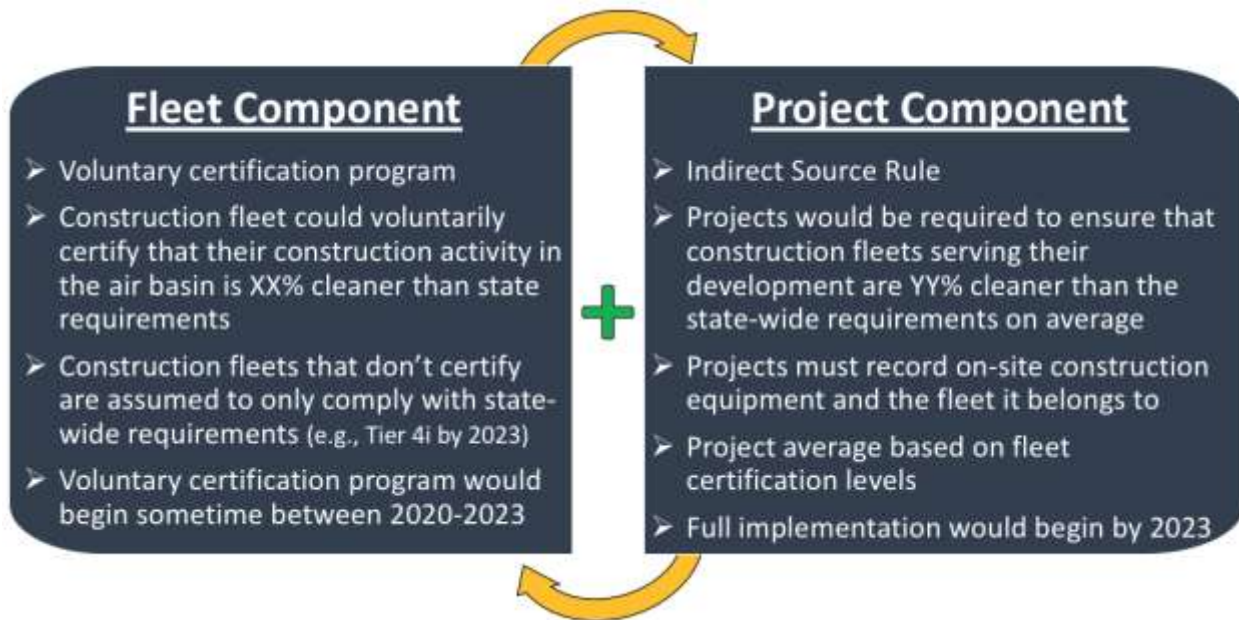 Fleet Component
➢ Voluntary certification program
➢ Construction fleet could voluntarily
certify that their construction activity in
the air basin is XX% cleaner than state
requirements
➢ Construction fleets that don’t certify
are assumed to only comply with state-
wide requirements (e.g., Tier 4i by 2023)
➢ Voluntary certification program would
begin sometime between 2020-2023
Project Component
➢ Indirect Source Rule
➢ Projects would be required to ensure that
construction fleets serving their
development are YY% cleaner than the
state-wide requirements on average
➢ Projects must record on-site construction
equipment and the fleet it belongs to
➢ Project average based on fleet
certification levels
➢ Full implementation would begin by 2023